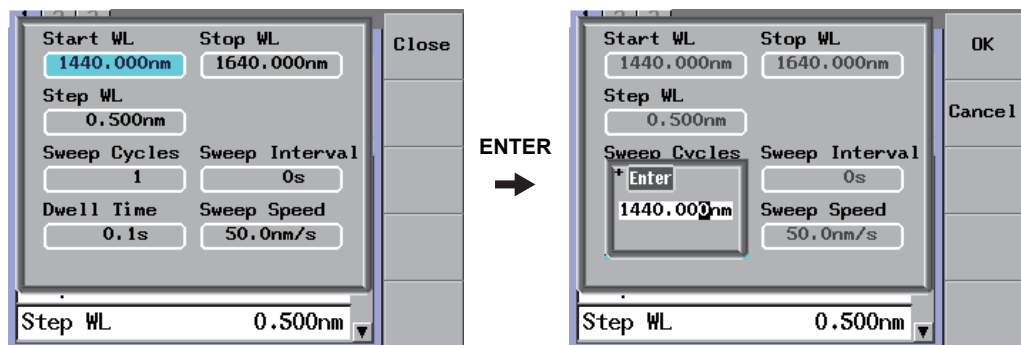 Start WL Stop WL
1440.000nm 1640.000nm
Close
Step WL
0.500nm
Sweep Cycles Sweep Interval
1 0s
Dwell Time Sweep Speed
0.1s 50.0nm/s
Step WL 0.500nm
ENTER
Start WL Stop WL
1440.000nm 1640.000nm
OK
Step WL
0.500nm
Cancel
Sweep Cycles Sweep Interval
0s
+ Enter
1440.000nm
Sweep Speed
50.0nm/s
Step WL 0.500nm